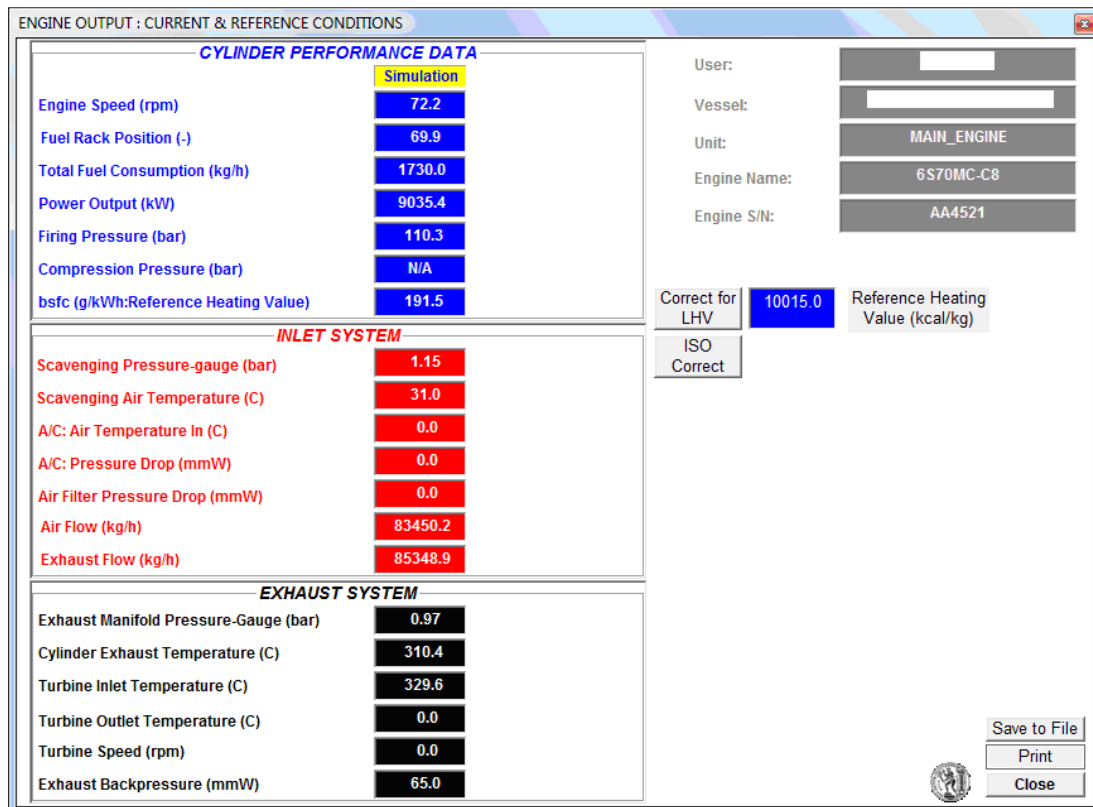 ENGINE OUTPUT : CURRENT & REFERENCE CONDITIONS
CYLINDER PERFORMANCE DATA
Simulation
Engine Speed (rpm) 72.2
Fuel Rack Position (-) 69.9
Total Fuel Consumption (kg/h) 1730.0
Power Output (kW) 9035.4
Firing Pressure (bar) 110.3
Compression Pressure (bar) N/A
bsfc (g/kWh:Reference Heating Value) 191.5
INLET SYSTEM
Scavenging Pressure-gauge (bar) 1.15
Scavenging Air Temperature (C) 31.0
A/C: Air Temperature In (C) 0.0
A/C: Pressure Drop (mmW) 0.0
Air Filter Pressure Drop (mmW) 0.0
Air Flow (kg/h) 83450.2
Exhaust Flow (kg/h) 85348.9
EXHAUST SYSTEM
Exhaust Manifold Pressure-Gauge (bar) 0.97
Cylinder Exhaust Temperature (C) 310.4
Turbine Inlet Temperature (C) 329.6
Turbine Outlet Temperature (C) 0.0
Turbine Speed (rpm) 0.0
Exhaust Backpressure (mmW) 65.0
User:
Vessel:
Unit: MAIN_ENGINE
Engine Name: 6S70MC-C8
Engine S/N: AA4521
Correct for
LHV
10015.0
Reference Heating
Value (kcal/kg)
ISO
Correct
Save to File
Print
Close